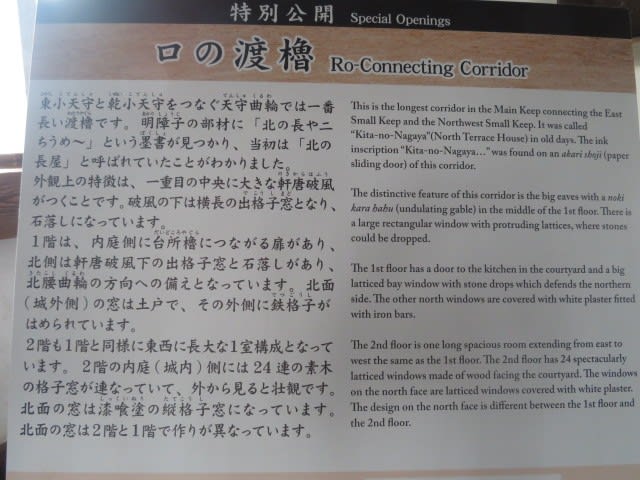 特別公開 Special Openings
ロの渡櫓 Ro-Connecting Corridor
東小天守と乾小天守をつなぐ天守曲輪では一番
長い渡櫓です。明障子の部材に「北の長や二
ちうめ〜」という墨書が見つかり、当初は「北の
長屋」と呼ばれていたことがわかりました。
外観上の特徴は、一重目の中央に大きな軒唐破風
がつくことです。破風の下は横長の出格子窓となり、
石落しになっています。
1階は、内庭側に台所櫓につながる扉があり、
北側は軒唐破風下の出格子窓と石落しがあり、
北腰曲輪の方向への備えとなっています。北面
(城外側)の窓は土戸で、その外側に鉄格子が
はめられています。
2階も1階と同様に東西に長大な1室構成となって
います。2階の内庭(城内)側には24連の素木
の格子窓が連なっていて、外から見ると壮観です。
北面の窓は漆喰塗の縦格子窓になっています。
北面の窓は2階と1階で作りが異なっています。
This is the longest corridor in the Main Keep connecting the East
Small Keep and the Northwest Small Keep. It was called
"Kita-no-Nagaya"(North Terrace House) in old days. The ink
inscription "Kita-no-Nagaya…" was found on an akari shoji (paper
sliding door) of this corridor.
The distinctive feature of this corridor is the big eaves with a noki
kara hahu (undulating gable) in the middle of the 1st floor. There is
a large rectangular window with protruding lattices, where stones
could be dropped.
The 1st floor has a door to the kitchen in the courtyard and a big
latticed bay window with stone drops which defends the northern
side. The other north windows are covered with white plaster fitted
with iron bars.
The 2nd floor is one long spacious room extending from east to
west the same as the 1st floor. The 2nd floor has 24 spectacularly
latticed windows made of wood facing the courtyard. The windows
on the north face are latticed windows covered with white plaster.
The design on the north face is different between the 1st floor and
the 2nd floor.